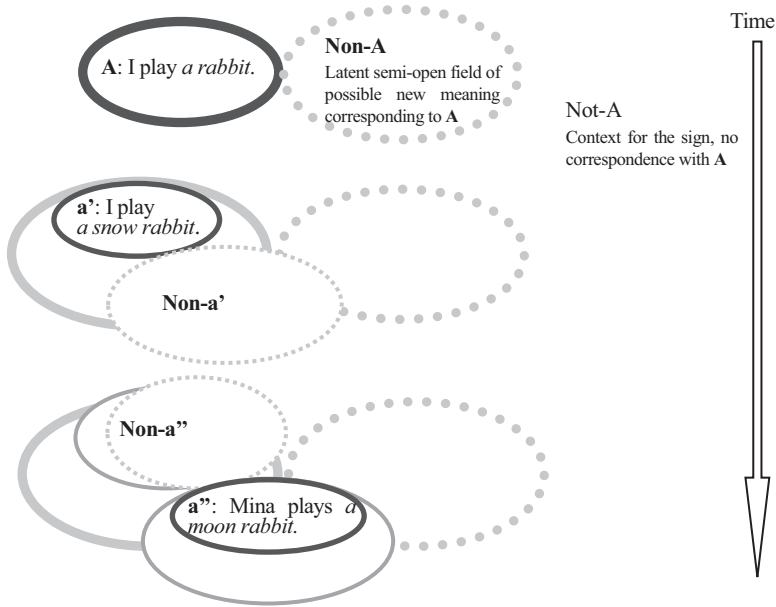 Time
A: I play a rabbit.
Non-A
Latent semi-open field of
possible new meaning
corresponding to A
Not-A
Context for the sign, no
correspondence with A
a’: I play
a snow rabbit.
Non-a’
Non-a’’
a’’: Mina plays a
moon rabbit.